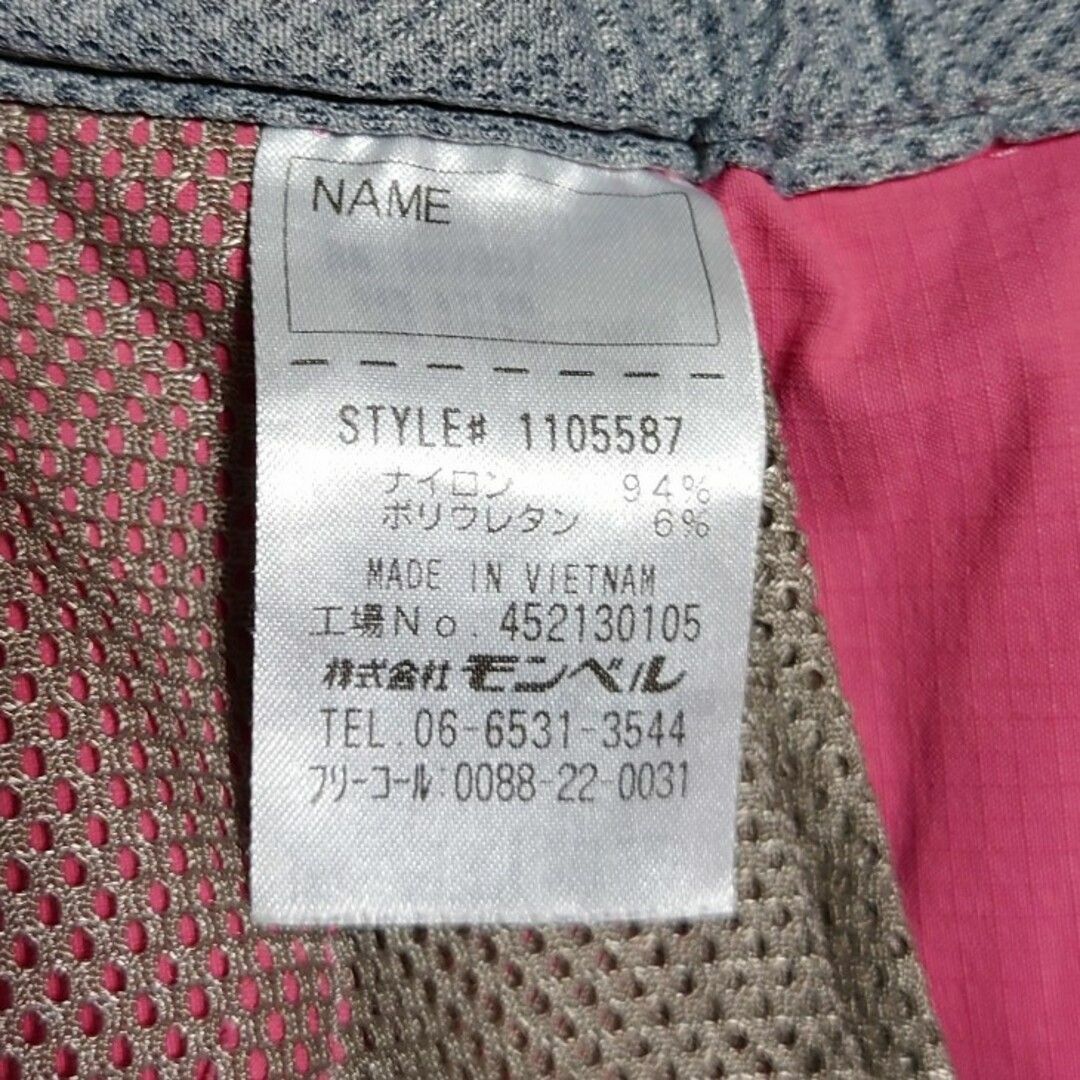 NAME
STYLE# 1105587
ナイロン 94%
ポリウレタン 6%
MADE IN VIETNAM
工場No. 452130105
株式会社 モンベル
TEL.06-6531-3544
フリーコール:0088-22-0031